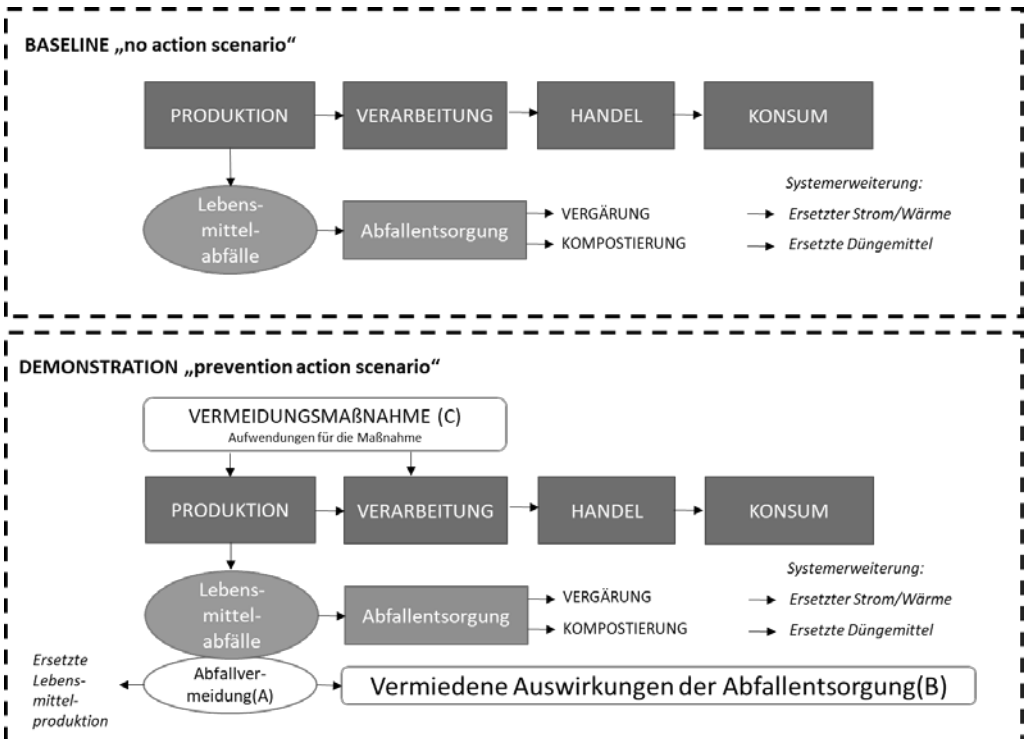 BASELINE „no action scenario“
PRODUKTION
VERARBEITUNG
HANDEL
KONSUM
Lebens-
mittel-
abfälle
Abfallentsorgung
VERGÄRUNG
KOMPOSTIERUNG
Systemerweiterung:
Ersetzter Strom/Wärme
Ersetzte Düngemittel
DEMONSTRATION „prevention action scenario“
VERMEIDUNGSMAßNAHME (C)
Aufwendungen für die Maßnahme
PRODUKTION
VERARBEITUNG
HANDEL
KONSUM
Lebens-
mittel-
abfälle
Abfallentsorgung
VERGÄRUNG
KOMPOSTIERUNG
Systemerweiterung:
Ersetzter Strom/Wärme
Ersetzte Düngemittel
Ersetzte
Lebens-
mittel-
produktion
Abfallver-
meidung(A)
Vermiedene Auswirkungen der Abfallentsorgung(B)